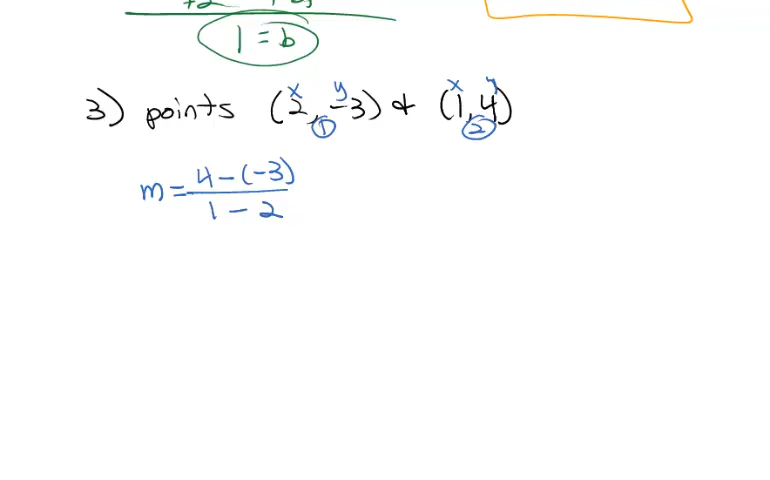 1 = b
x y x y
3) points (2, -3) & (1, 4)
① ②
m = 4 - (-3)
1 - 2